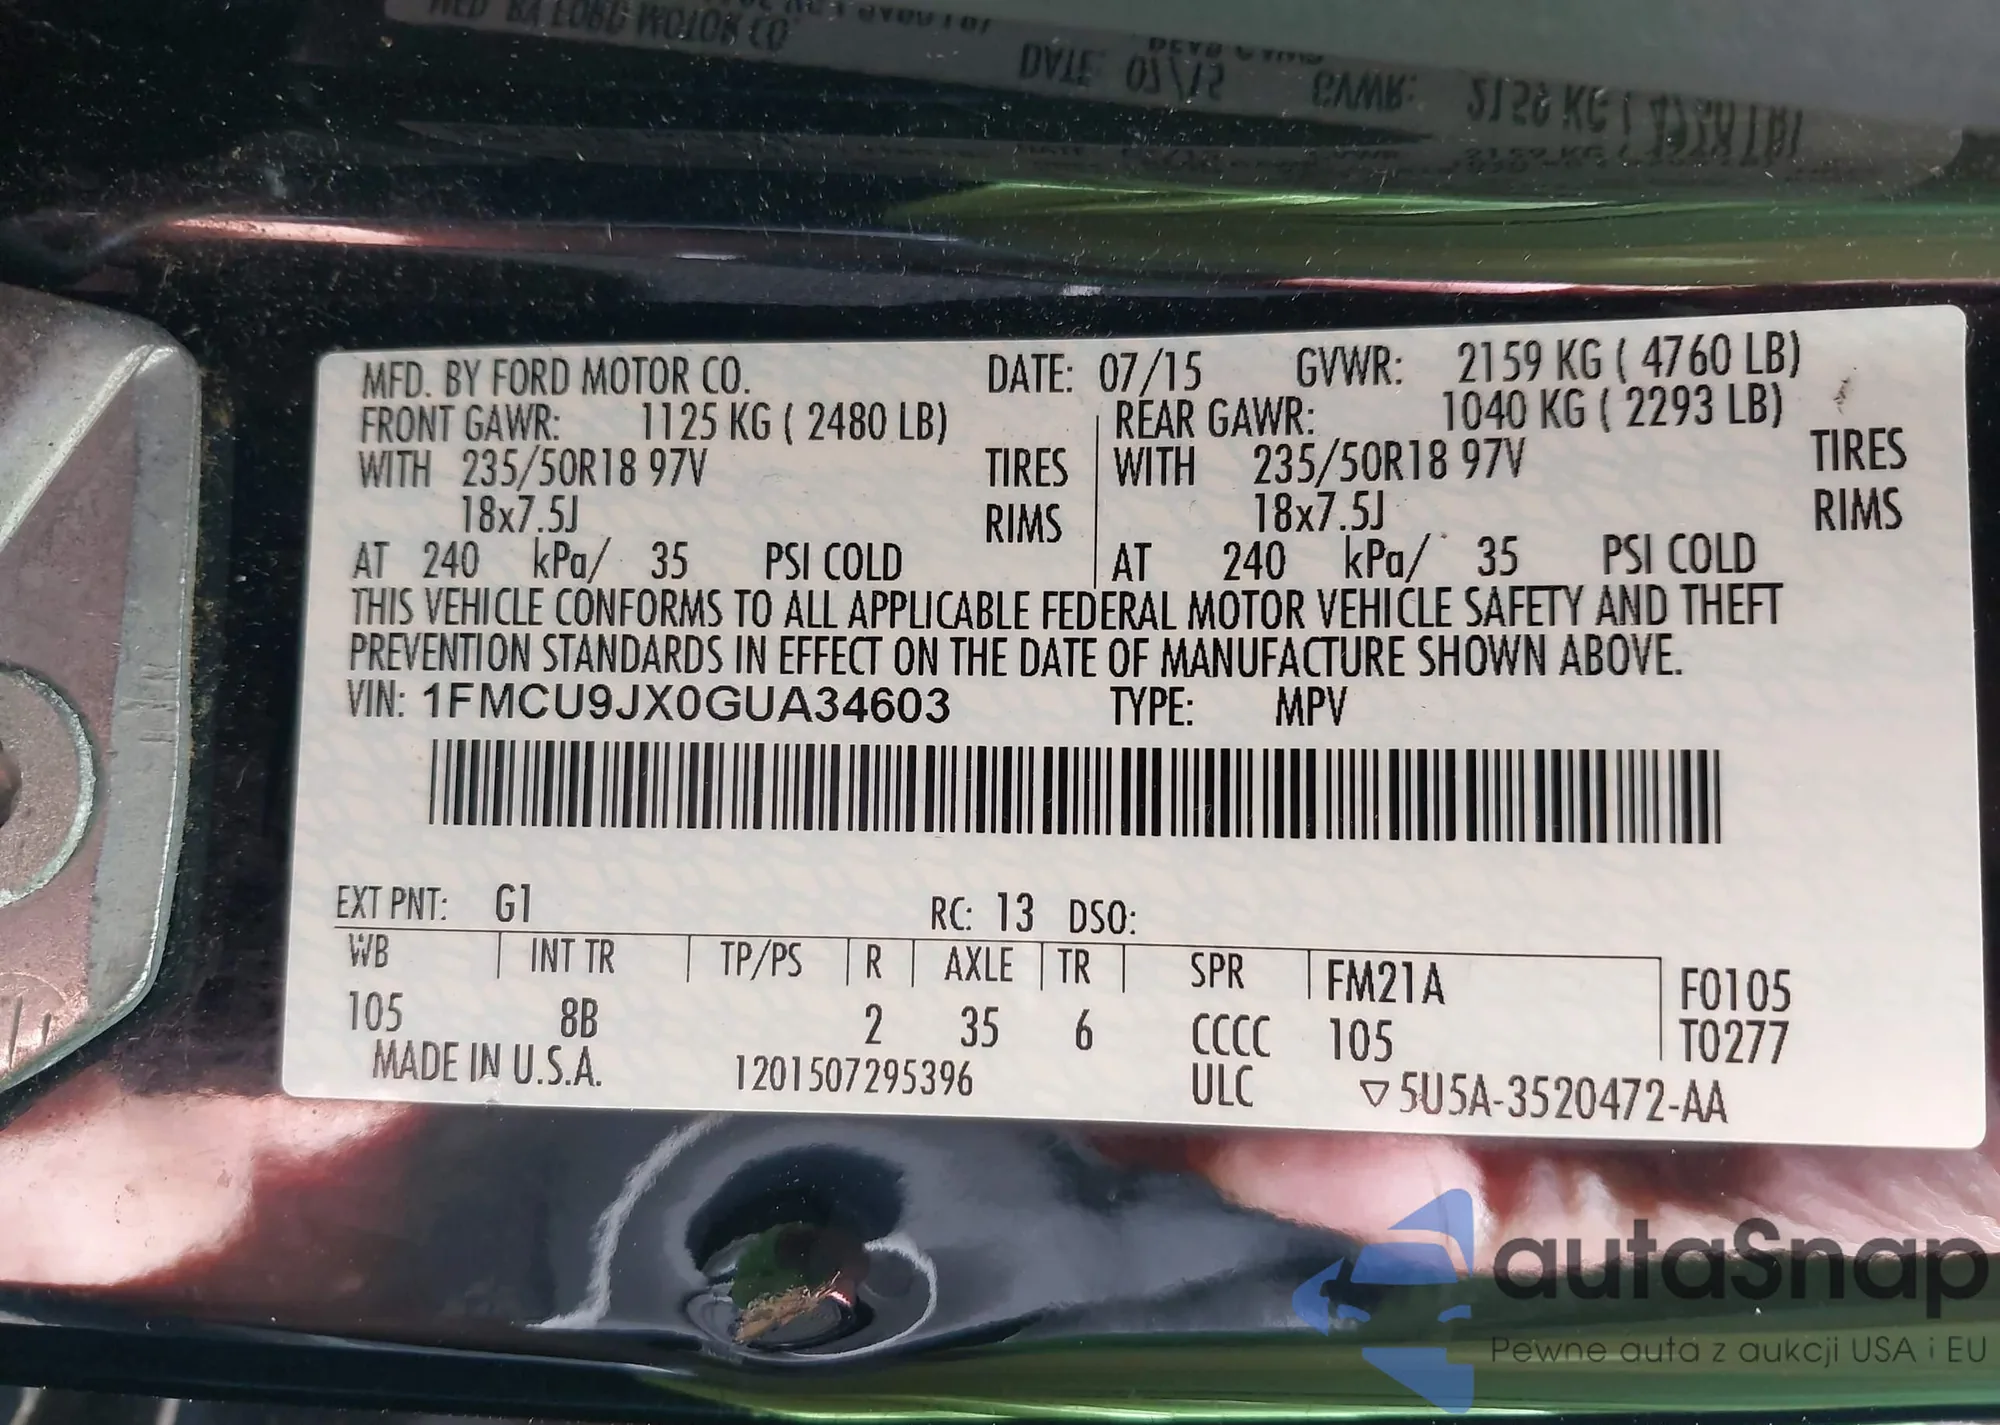 MFD. BY FORD MOTOR CO. DATE: 07/15 GVWR: 2159 KG ( 4760 LB)
FRONT GAWR: 1125 KG ( 2480 LB) REAR GAWR: 1040 KG ( 2293 LB)
WITH 235/50R18 97V TIRES WITH 235/50R18 97V TIRES
18x7.5J RIMS 18x7.5J RIMS
AT 240 kPa/ 35 PSI COLD AT 240 kPa/ 35 PSI COLD
THIS VEHICLE CONFORMS TO ALL APPLICABLE FEDERAL MOTOR VEHICLE SAFETY AND THEFT
PREVENTION STANDARDS IN EFFECT ON THE DATE OF MANUFACTURE SHOWN ABOVE.
VIN: 1FMCU9JX0GUA34603 TYPE: MPV
EXT PNT: G1 RC: 13 DSO:
WB INT TR TP/PS R AXLE TR SPR FM21A F0105
105 8B 2 35 6 CCCC 105 T0277
MADE IN U.S.A. 1201507295396 ULC ▽5U5A-3520472-AA
autaSnap
Pewne auta z aukcji USA i EU